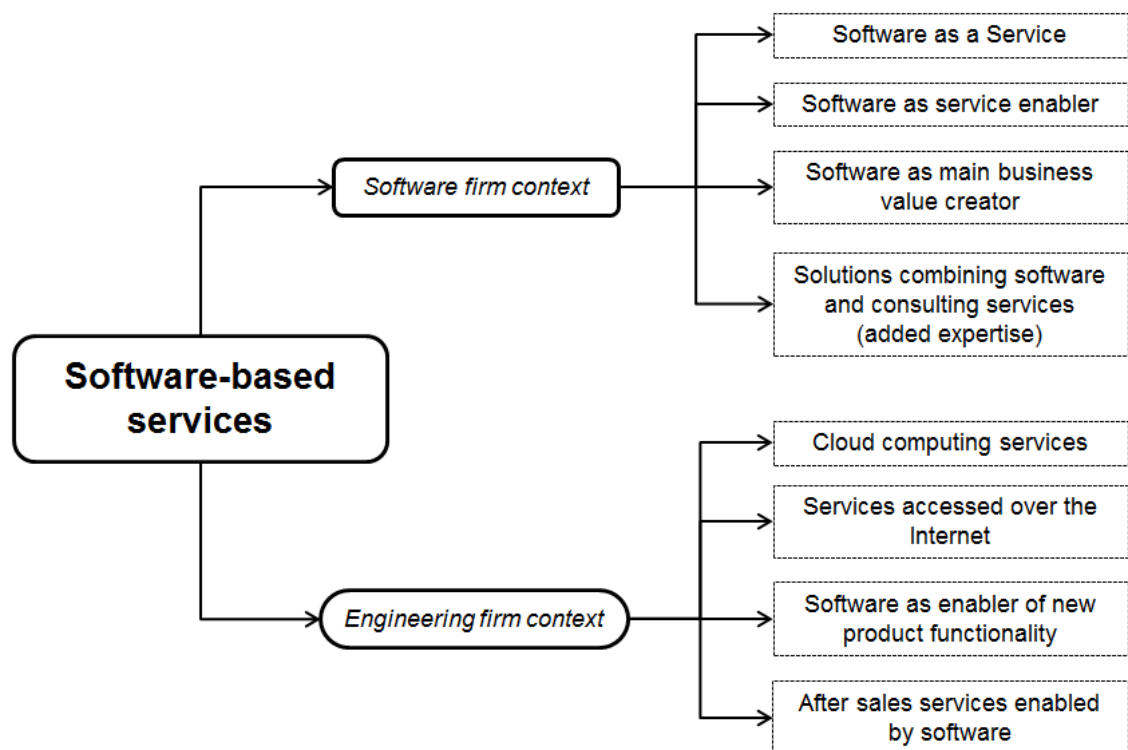 Software-based
services
Software firm context
Software as a Service
Software as service enabler
Software as main business
value creator
Solutions combining software
and consulting services
(added expertise)
Engineering firm context
Cloud computing services
Services accessed over the
Internet
Software as enabler of new
product functionality
After sales services enabled
by software